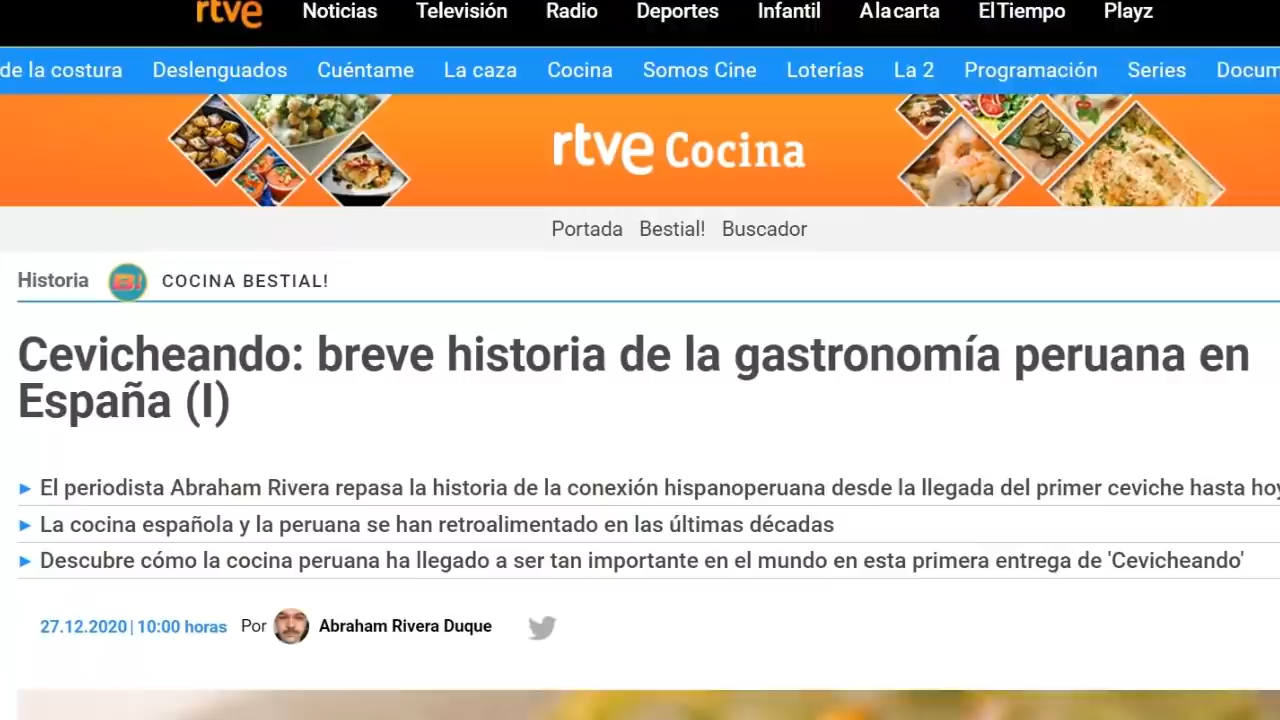 rtve Noticias Televisión Radio Deportes Infantil A la carta El Tiempo Playz
de la costura Deslenguados Cuéntame La caza Cocina Somos Cine Loterías La 2 Programación Series Docum
rtve Cocina
Portada Bestial! Buscador
Historia B! COCINA BESTIAL!
Cevicheando: breve historia de la gastronomía peruana en
España (I)
► El periodista Abraham Rivera repasa la historia de la conexión hispanoperuana desde la llegada del primer ceviche hasta hoy
► La cocina española y la peruana se han retroalimentado en las últimas décadas
► Descubre cómo la cocina peruana ha llegado a ser tan importante en el mundo en esta primera entrega de 'Cevicheando'
27.12.2020 | 10:00 horas Por Abraham Rivera Duque